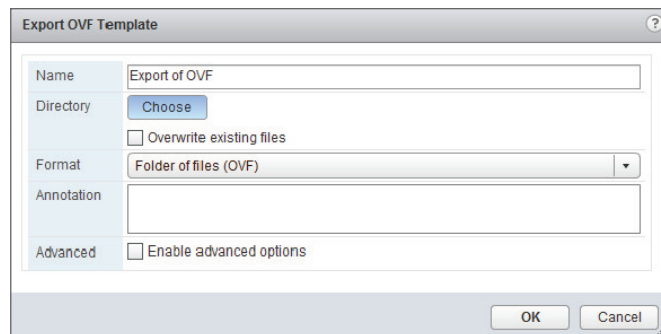 Export OVF Template
?
Name
Export of OVF
Directory
Choose
Overwrite existing files
Format
Folder of files (OVF)
Annotation
Advanced
Enable advanced options
OK
Cancel